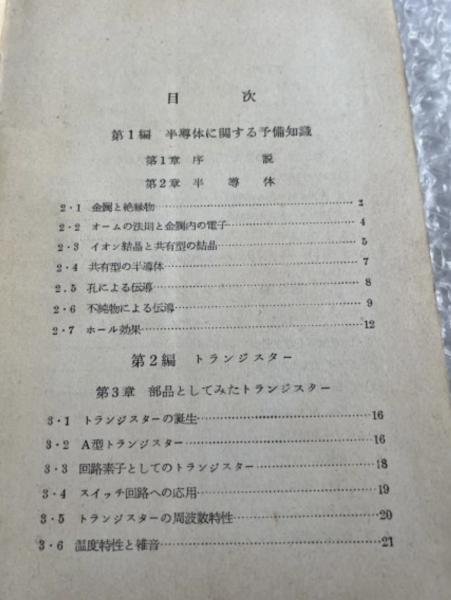 目次
第1編 半導体に関する予備知識
第1章 序説
第2章 半導体
2・1 金属と絶縁物 2
2・2 オームの法則と金属内の電子 4
2・3 イオン結晶と共有型の結晶 5
2・4 共有型の半導体 7
2.5 孔による伝導 8
2・6 不純物による伝導 9
2・7 ホール効果 12
第2編 トランジスター
第3章 部品としてみたトランジスター
3・1 トランジスターの誕生 16
3・2 A型トランジスター 16
3・3 回路素子としてのトランジスター 18
3・4 スイッチ回路への応用 19
3・5 トランジスターの周波数特性 20
3・6 温度特性と雑音 21